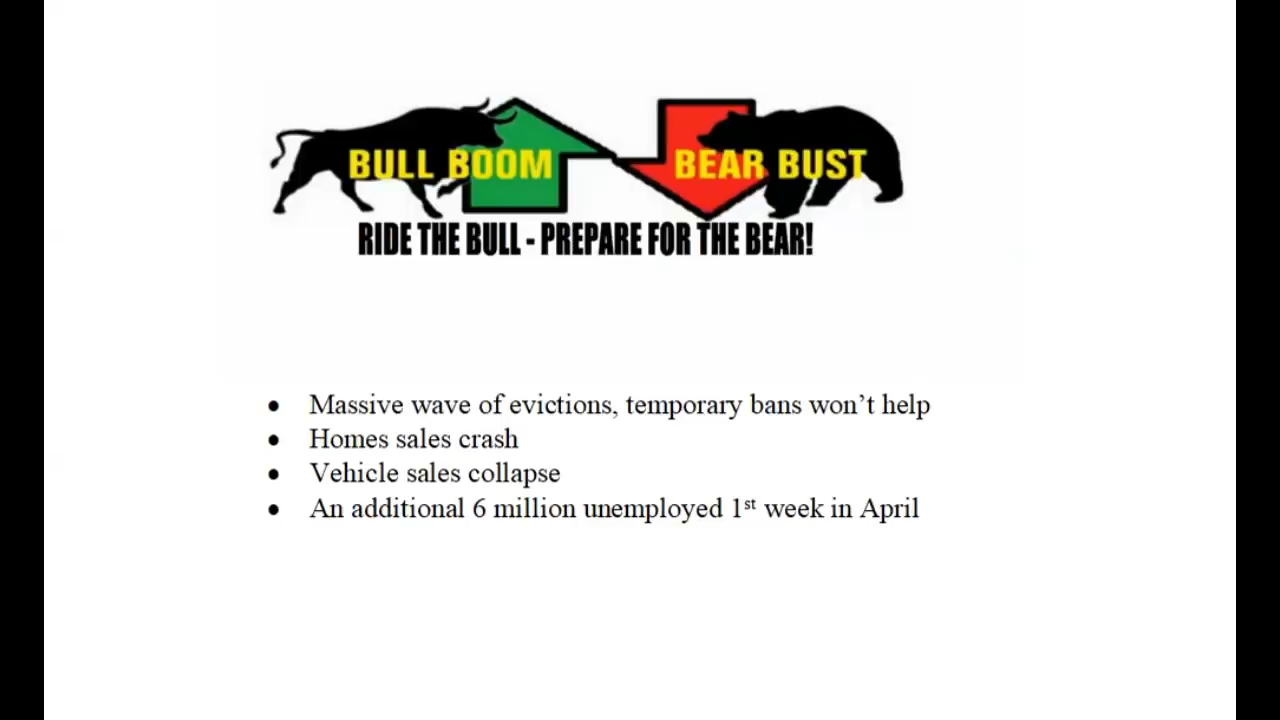 BULL BOOM BEAR BUST
RIDE THE BULL - PREPARE FOR THE BEAR!
• Massive wave of evictions, temporary bans won’t help
• Homes sales crash
• Vehicle sales collapse
• An additional 6 million unemployed 1st week in April